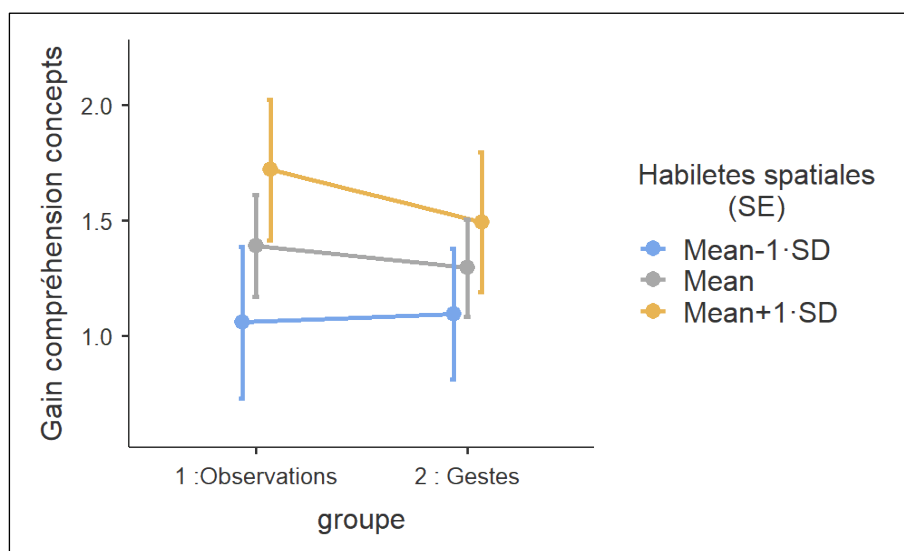 Gain compréhension concepts
2.0
1.5
1.0
1 :Observations
2 : Gestes
groupe
Habiletes spatiales
(SE)
Mean-1·SD
Mean
Mean+1·SD